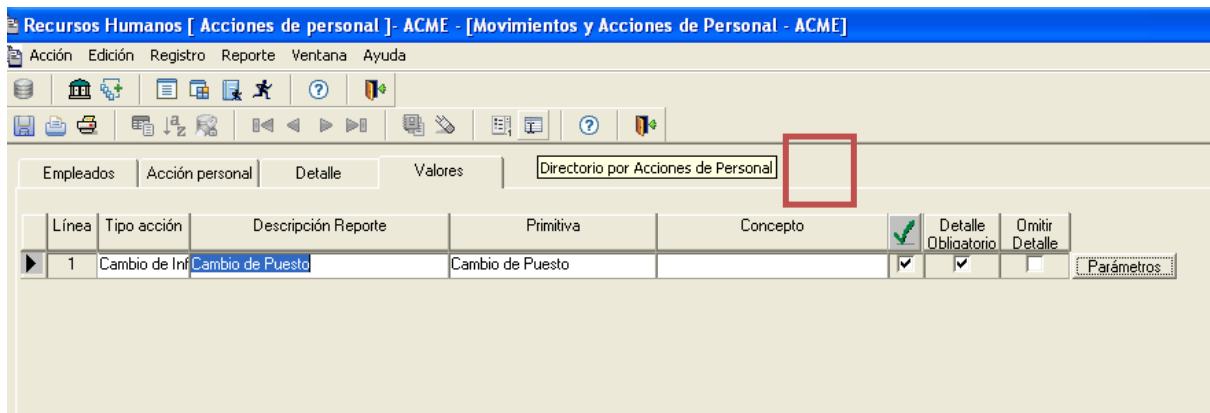 Recursos Humanos [ Acciones de personal ]- ACME - [Movimientos y Acciones de Personal - ACME]
Acción Edición Registro Reporte Ventana Ayuda
Empleados Acción personal Detalle Valores Directorio por Acciones de Personal
Línea Tipo acción Descripción Reporte Primitiva Concepto Detalle Obligatorio Omitir Detalle
1 Cambio de Inf Cambio de Puesto Cambio de Puesto Parámetros